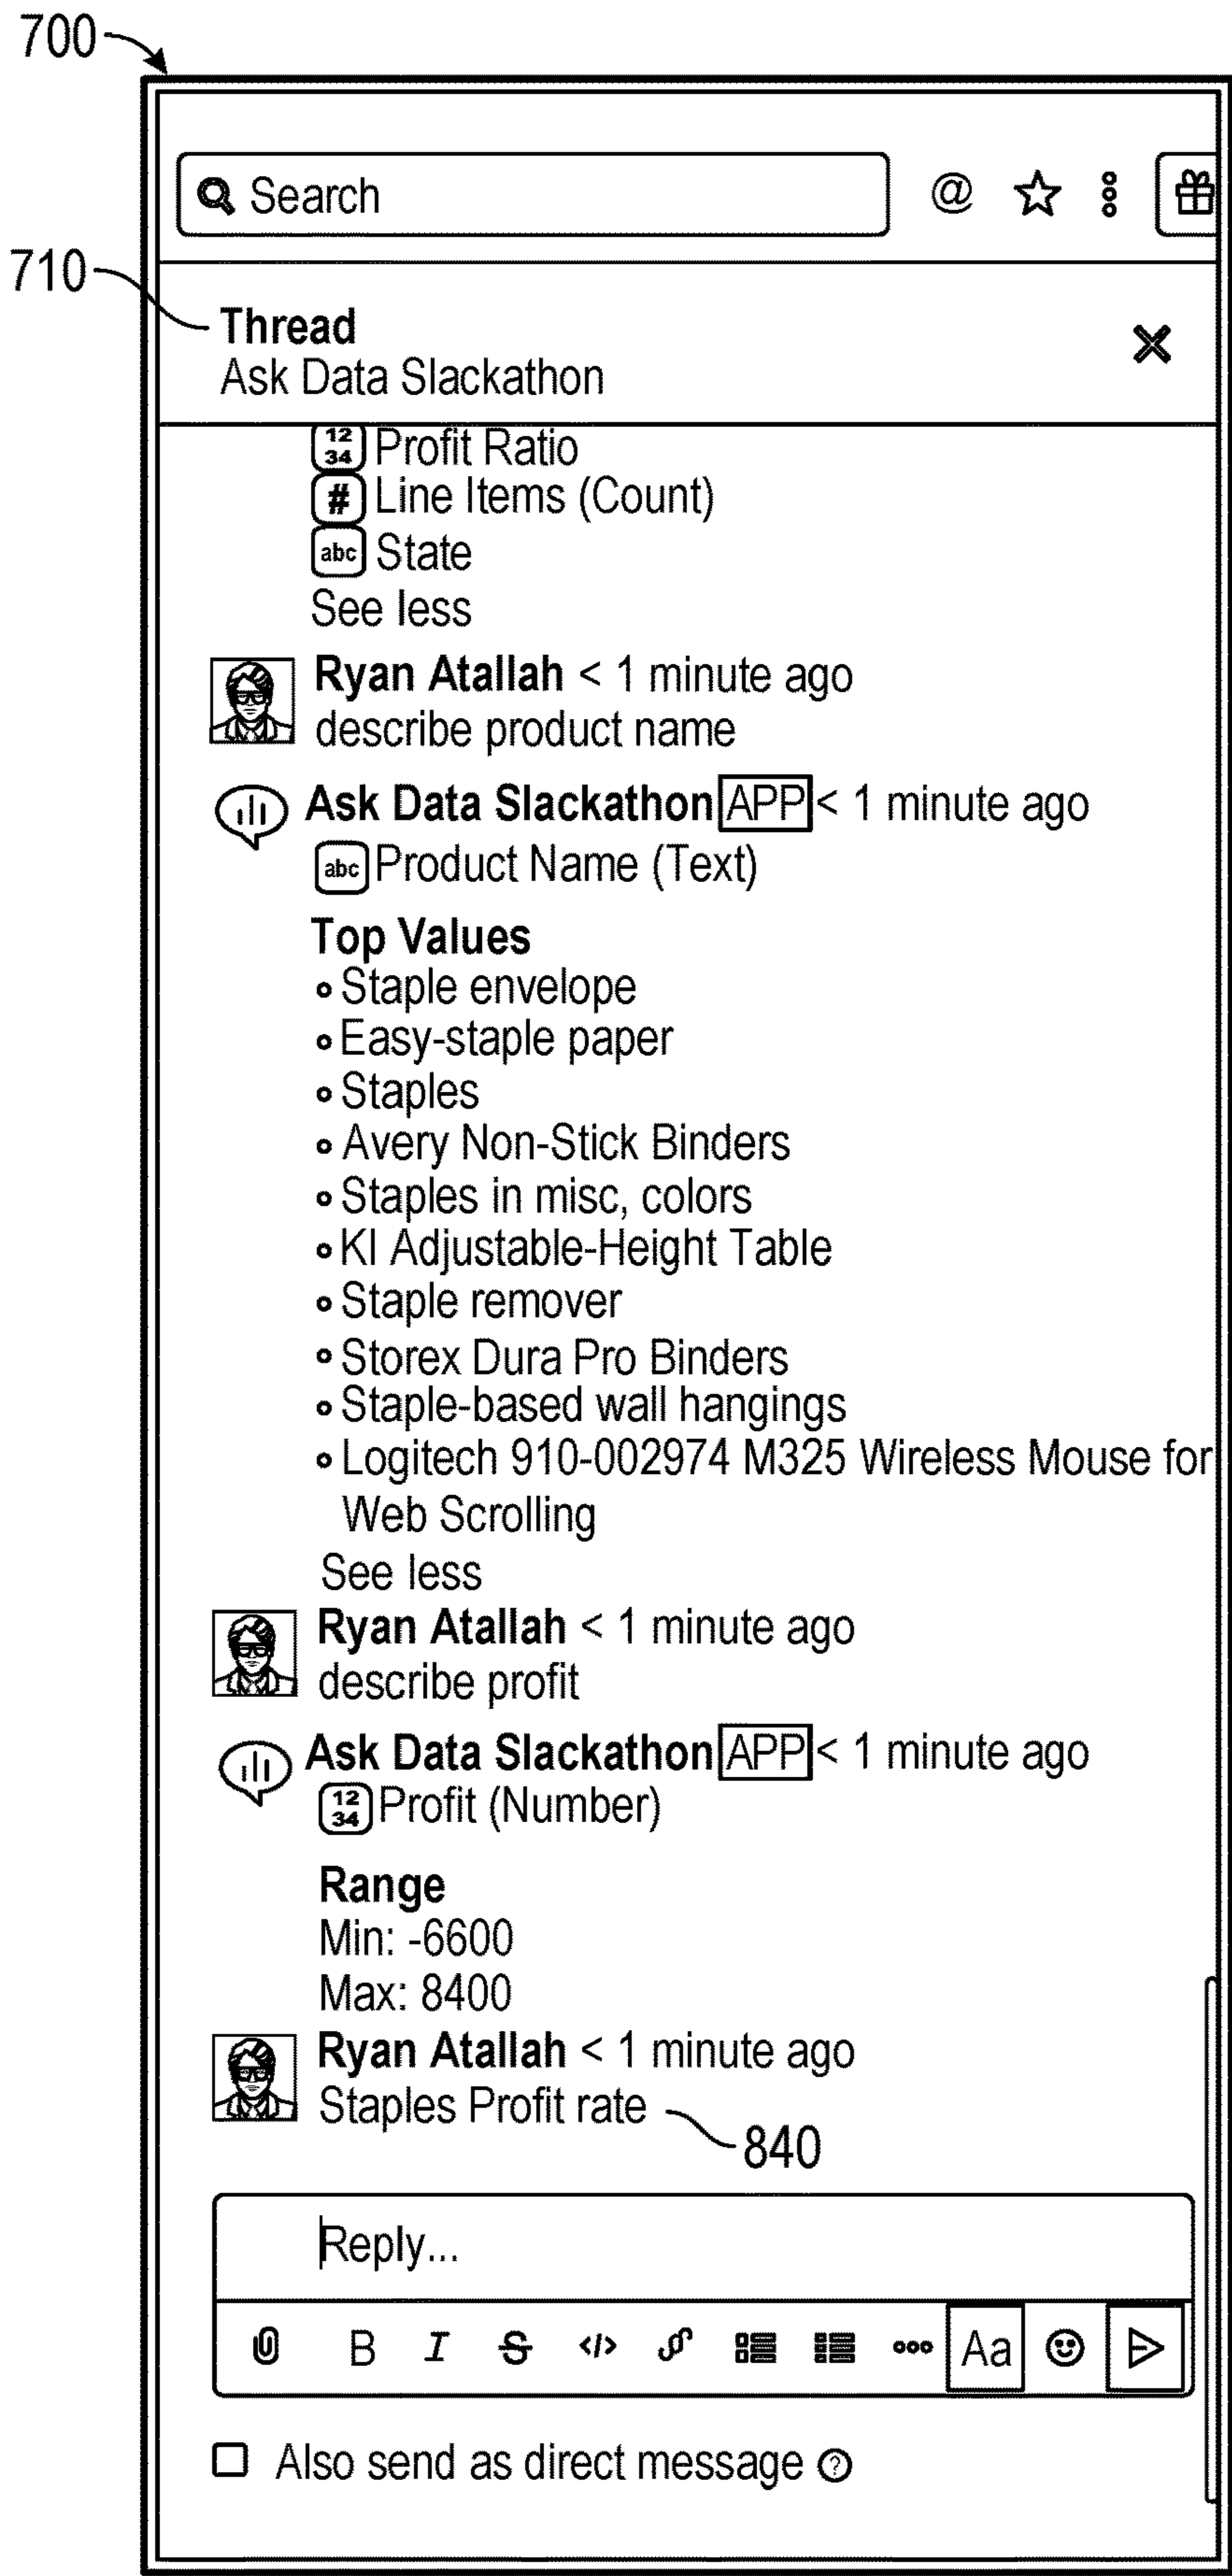 700
Search @
710
Thread
Ask Data Slackathon
12 34 Profit Ratio
# Line Items (Count)
abc State
See less
Ryan Atallah < 1 minute ago
describe product name
Ask Data Slackathon APP < 1 minute ago
abc Product Name (Text)
Top Values
Staple envelope
Easy-staple paper
Staples
Avery Non-Stick Binders
Staples in misc, colors
KI Adjustable-Height Table
Staple remover
Storex Dura Pro Binders
Staple-based wall hangings
Logitech 910-002974 M325 Wireless Mouse for
Web Scrolling
See less
Ryan Atallah < 1 minute ago
describe profit
Ask Data Slackathon APP < 1 minute ago
12 34 Profit (Number)
Range
Min: -6600
Max: 8400
Ryan Atallah < 1 minute ago
Staples Profit rate
840
Reply...
B I S </> Aa
Also send as direct message ?